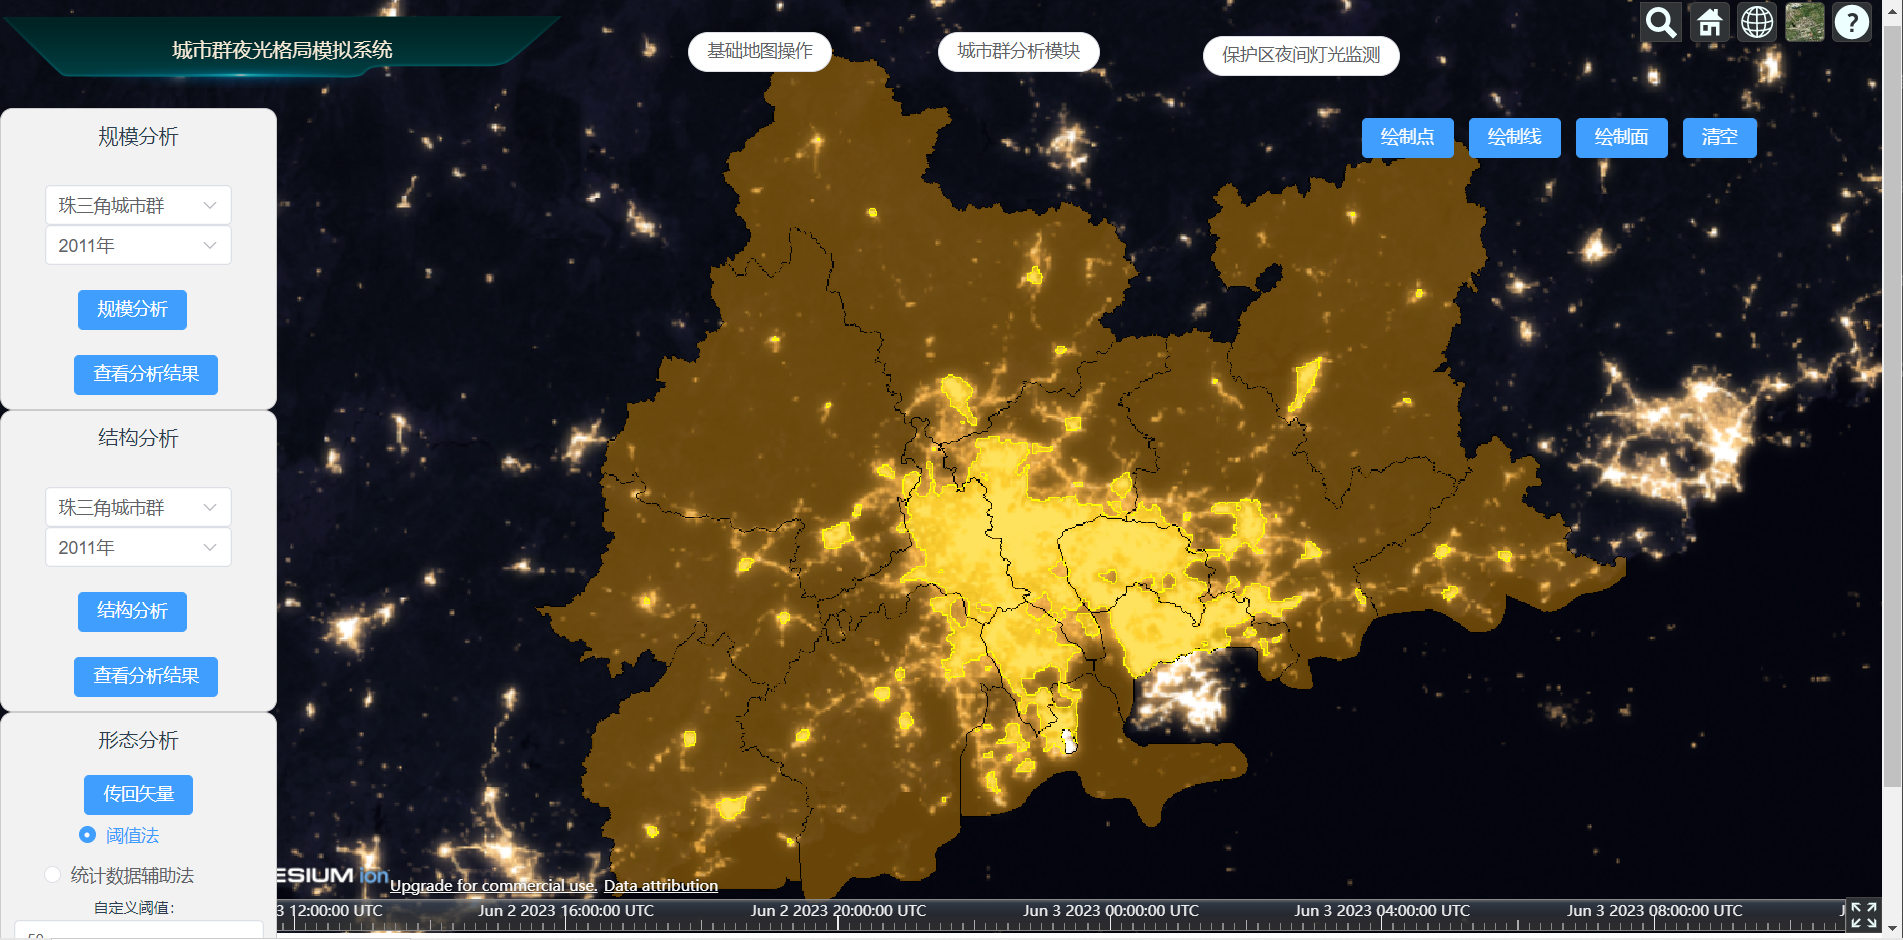 城市群夜光格局模拟系统
基础地图操作
城市群分析模块
保护区夜间灯光监测
?
绘制点
绘制线
绘制面
清空
规模分析
珠三角城市群
2011年
规模分析
查看分析结果
结构分析
珠三角城市群
2011年
结构分析
查看分析结果
形态分析
传回矢量
阈值法
统计数据辅助法
自定义阈值:
ESIUM ion
Upgrade for commercial use. Data attribution
3 12:00:00 UTC
Jun 2 2023 16:00:00 UTC
Jun 2 2023 20:00:00 UTC
Jun 3 2023 00:00:00 UTC
Jun 3 2023 04:00:00 UTC
Jun 3 2023 08:00:00 UTC